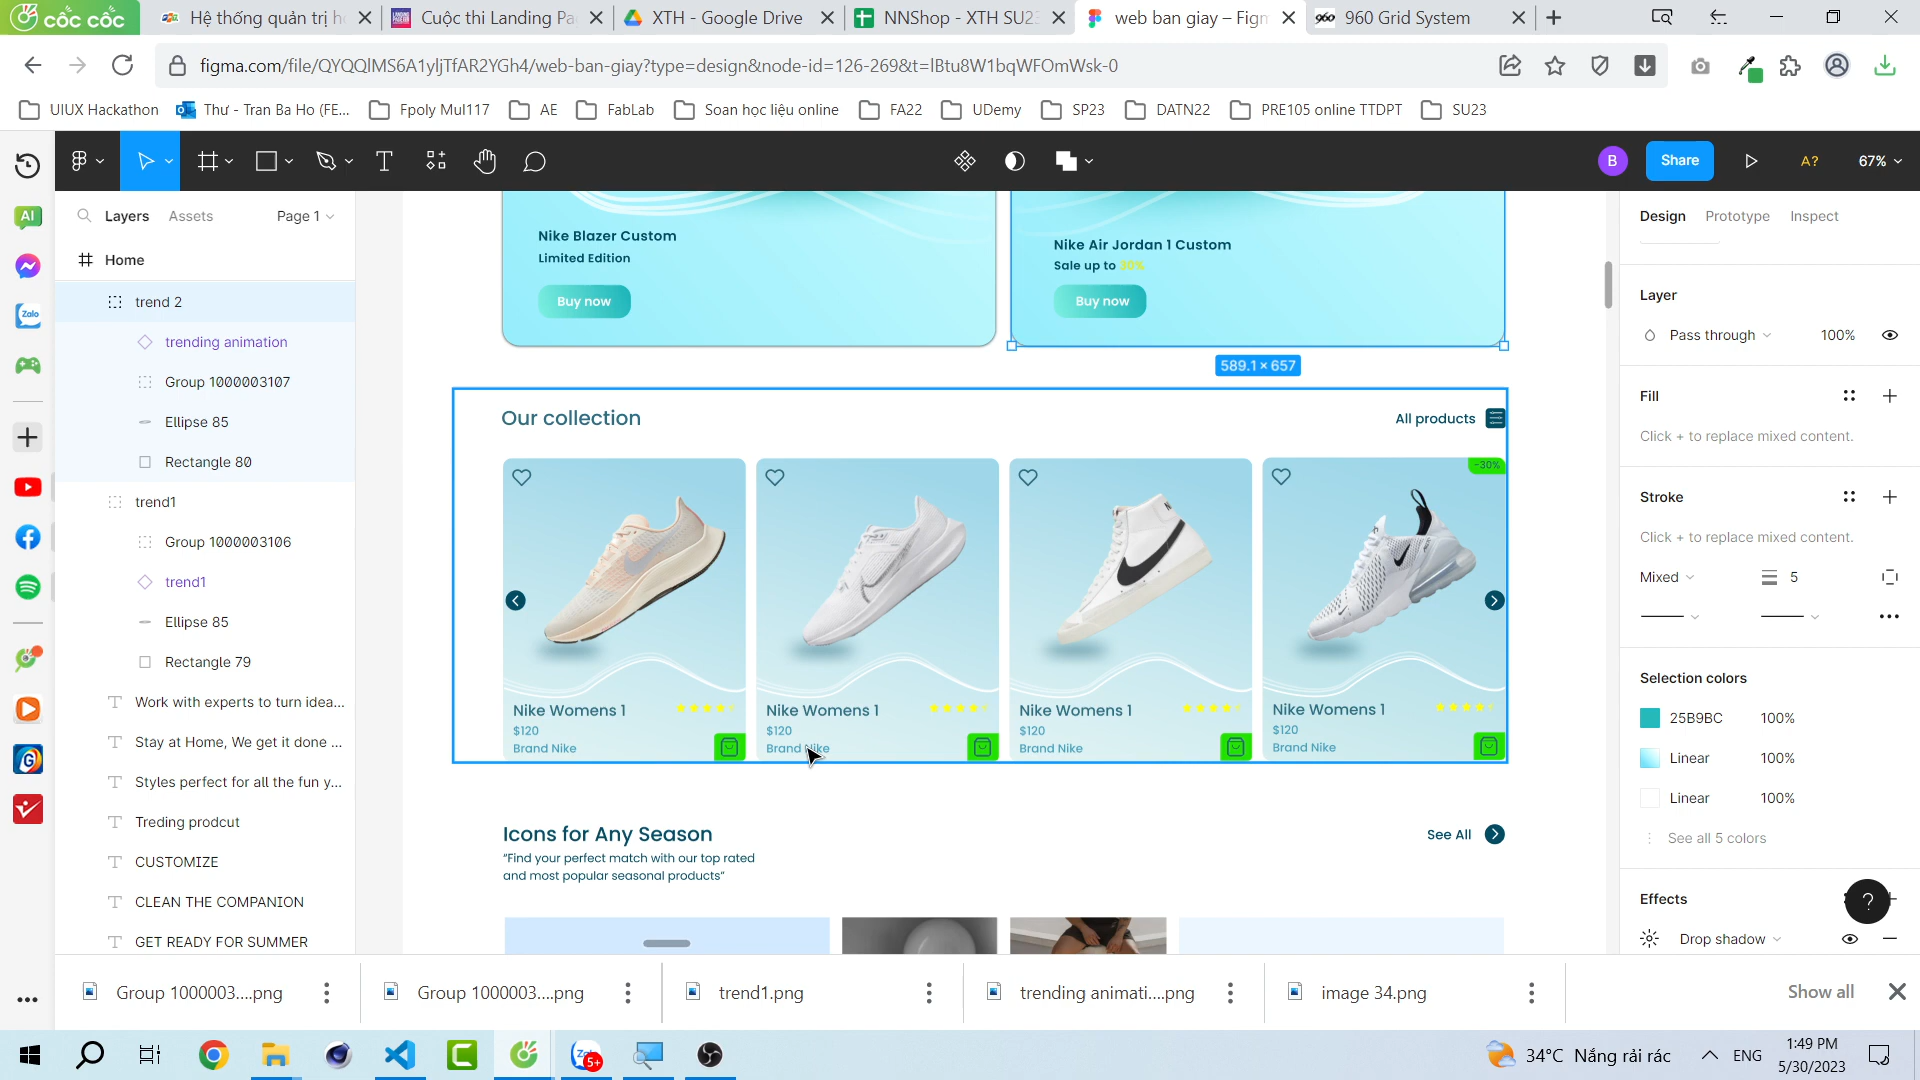 cốc cốc
Hệ thống quản trị h
Cuộc thi Landing Pa
XTH - Google Drive
NNShop - XTH SU23
web ban giay – Figm
960 960 Grid System
figma.com/file/QYQQlMS6A1yljTfAR2YGh4/web-ban-giay?type=design&node-id=126-269&t=lBtu8W1bqWFOmWsk-0
UIUX Hackathon
Thư - Tran Ba Ho (FE...
Fpoly Mul117
AE
FabLab
Soan học liệu online
FA22
UDemy
SP23
DATN22
PRE105 online TTDPT
SU23
B
Share
A?
67%
AI
Zalo
Layers Assets Page 1
Home
trend 2
trending animation
Group 1000003107
Ellipse 85
Rectangle 80
trend1
Group 1000003106
trend1
Ellipse 85
Rectangle 79
Work with experts to turn idea...
Stay at Home, We get it done ...
Styles perfect for all the fun y...
Treding prodcut
CUSTOMIZE
CLEAN THE COMPANION
GET READY FOR SUMMER
Nike Blazer Custom
Limited Edition
Buy now
Nike Air Jordan 1 Custom
Sale up to 30%
Buy now
589.1 × 657
Our collection
All products
-30%
Nike Womens 1
$120
Brand Nike
Nike Womens 1
$120
Brand Nike
Nike Womens 1
$120
Brand Nike
Nike Womens 1
$120
Brand Nike
Icons for Any Season
"Find your perfect match with our top rated
and most popular seasonal products"
See All
Design Prototype Inspect
Layer
Pass through 100%
Fill
Click + to replace mixed content.
Stroke
Click + to replace mixed content.
Mixed 5
Selection colors
25B9BC 100%
Linear 100%
Linear 100%
See all 5 colors
Effects
?
Drop shadow
Group 1000003....png
Group 1000003....png
trend1.png
trending animati....png
image 34.png
Show all
5+
34°C Nắng rải rác
ENG
1:49 PM
5/30/2023